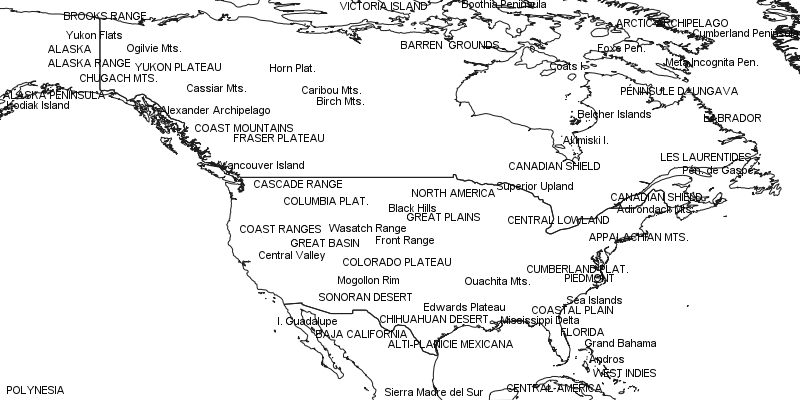 VICTORIA ISLAND
Boothia Peninsula
BROOKS RANGE
ARCTIC ARCHIPELAGO
Yukon Flats
Cumberland Peninsula
ALASKA
Ogilvie Mts.
BARREN GROUNDS
Foxe Pen.
ALASKA RANGE
YUKON PLATEAU
Horn Plat.
Coats I.
Meta Incognita Pen.
CHUGACH MTS.
Cassiar Mts.
Caribou Mts.
PÉNINSULE D'UNGAVA
ALASKA PENINSULA
Birch Mts.
Kodiak Island
Alexander Archipelago
Belcher Islands
LABRADOR
COAST MOUNTAINS
FRASER PLATEAU
Akimiski I.
LES LAURENTIDES
Vancouver Island
CANADIAN SHIELD
Pén. de Gaspé
CASCADE RANGE
NORTH AMERICA
Superior Upland
COLUMBIA PLAT.
CANADIAN SHIELD
Black Hills
Adirondack Mts.
GREAT PLAINS
CENTRAL LOWLAND
COAST RANGES
Wasatch Range
APPALACHIAN MTS.
GREAT BASIN
Front Range
Central Valley
COLORADO PLATEAU
CUMBERLAND PLAT.
Mogollon Rim
Ouachita Mts.
PIEDMONT
SONORAN DESERT
Sea Islands
Edwards Plateau
COASTAL PLAIN
I. Guadalupe
CHIHUAHUAN DESERT
Mississippi Delta
BAJA CALIFORNIA
FLORIDA
ALTI-PLANICIE MEXICANA
Grand Bahama
Andros
WEST INDIES
POLYNESIA
Sierra Madre del Sur
CENTRAL AMERICA